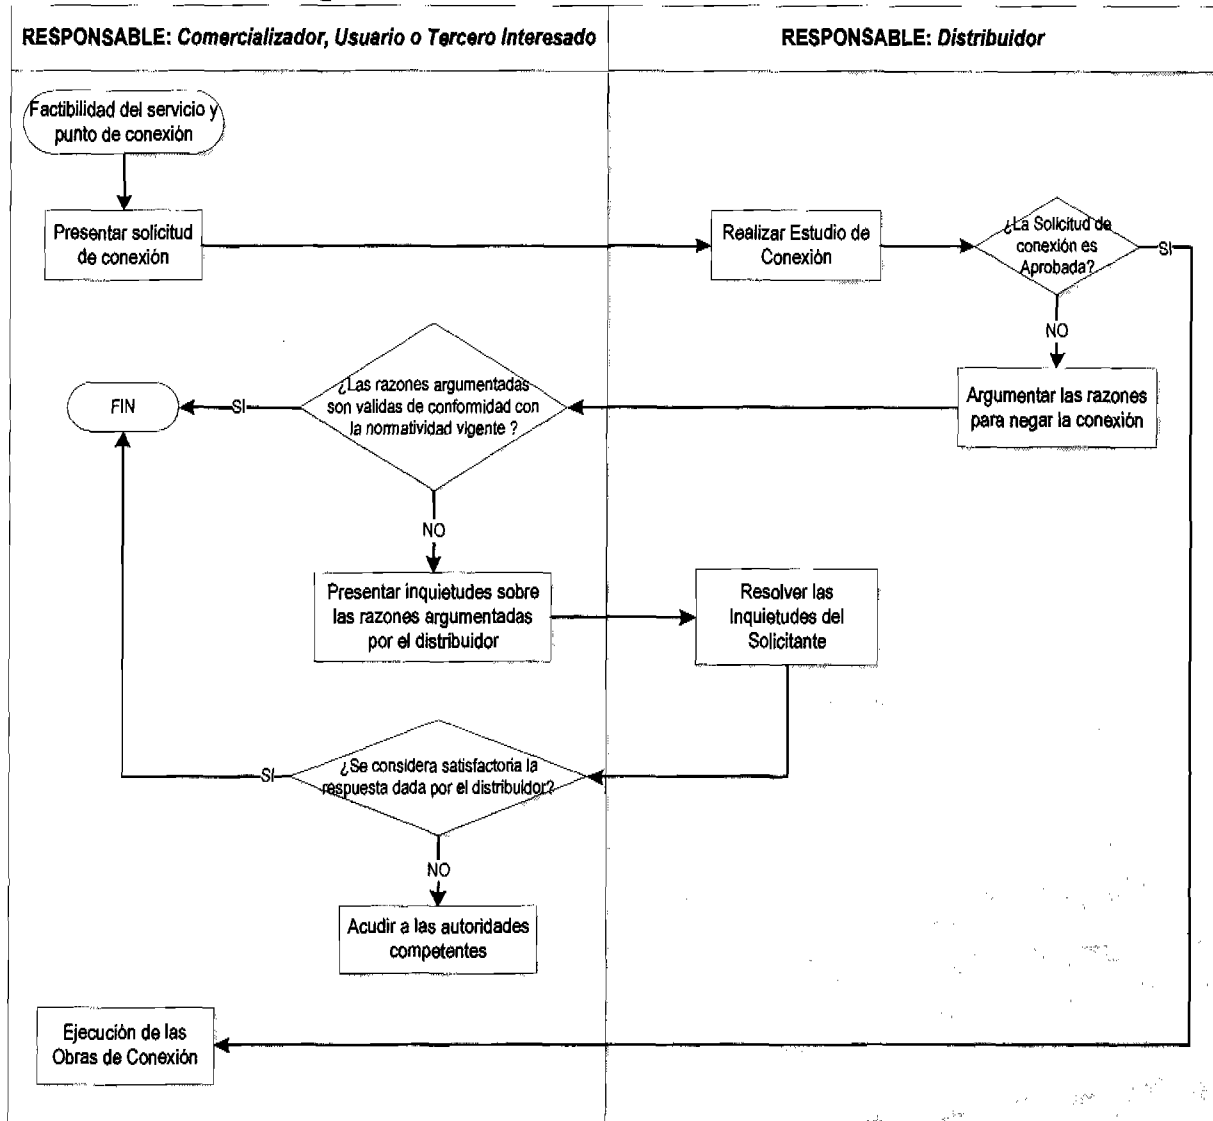 RESPONSABLE: Comercializador, Usuario o Tercero Interesado
RESPONSABLE: Distribuidor
Factibilidad del servicio y
punto de conexión
Presentar solicitud
de conexión
Realizar Estudio de
Conexión
¿La Solicitud de
conexión es
Aprobada?
SI
NO
Argumentar las razones
para negar la conexión
¿Las razones argumentadas
son validas de conformidad con
la normatividad vigente ?
SI
FIN
NO
Presentar inquietudes sobre
las razones argumentadas
por el distribuidor
Resolver las
Inquietudes del
Solicitante
¿Se considera satisfactoria la
respuesta dada por el distribuidor?
SI
NO
Acudir a las autoridades
competentes
Ejecución de las
Obras de Conexión